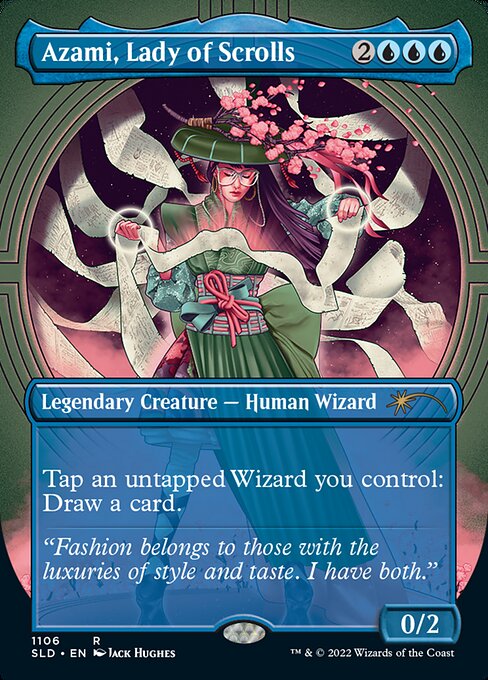 Azami, Lady of Scrolls 2
Legendary Creature — Human Wizard
Tap an untapped Wizard you control:
Draw a card.
“Fashion belongs to those with the
luxuries of style and taste. I have both.”
0/2
1106 R
SLD • EN Jack Hughes
™ & © 2022 Wizards of the Coast